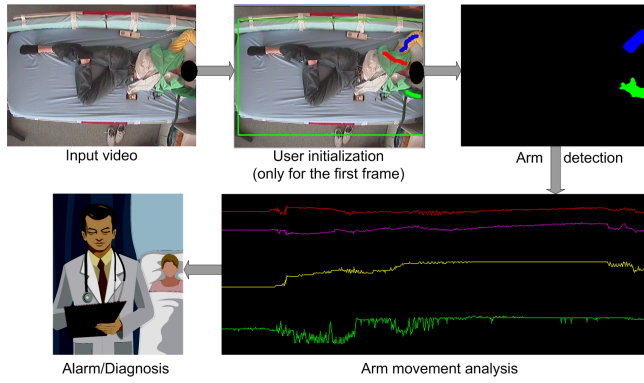 Input video
User initialization
(only for the first frame)
Arm detection
Arm movement analysis
Alarm/Diagnosis